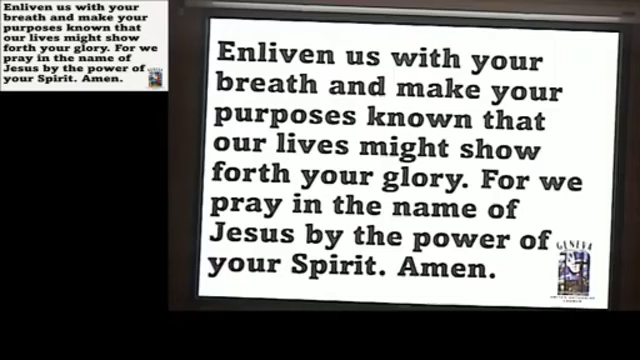 Enliven us with your
breath and make your
purposes known that
our lives might show
forth your glory. For we
pray in the name of
Jesus by the power of
your Spirit. Amen.
Enliven us with your
breath and make your
purposes known that
our lives might show
forth your glory. For we
pray in the name of
Jesus by the power of
your Spirit. Amen.
GENEVA